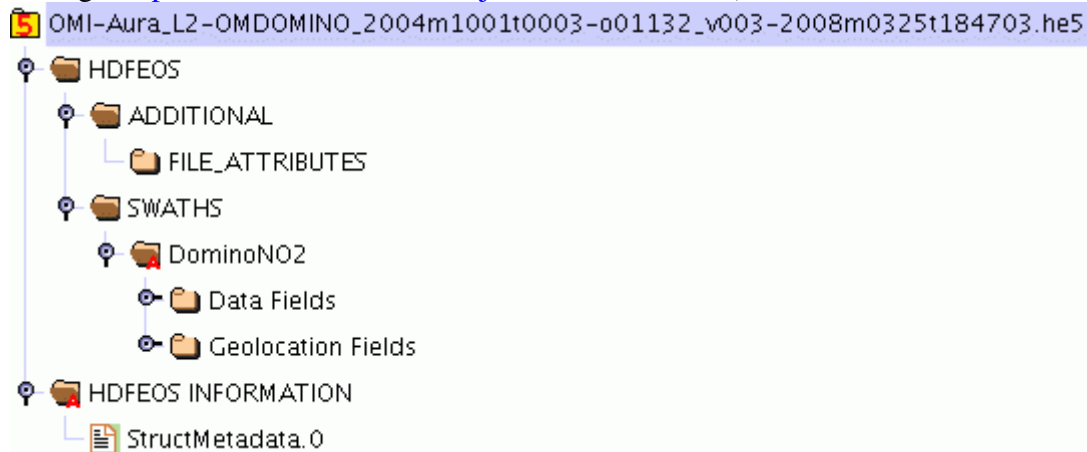 OMI-Aura_L2-OMDOMINO_2004m1001t0003-o01132_v003-2008m0325t184703.he5
HDFEOS
ADDITIONAL
FILE_ATTRIBUTES
SWATHS
DominoNO2
Data Fields
Geolocation Fields
HDFEOS INFORMATION
StructMetadata.0